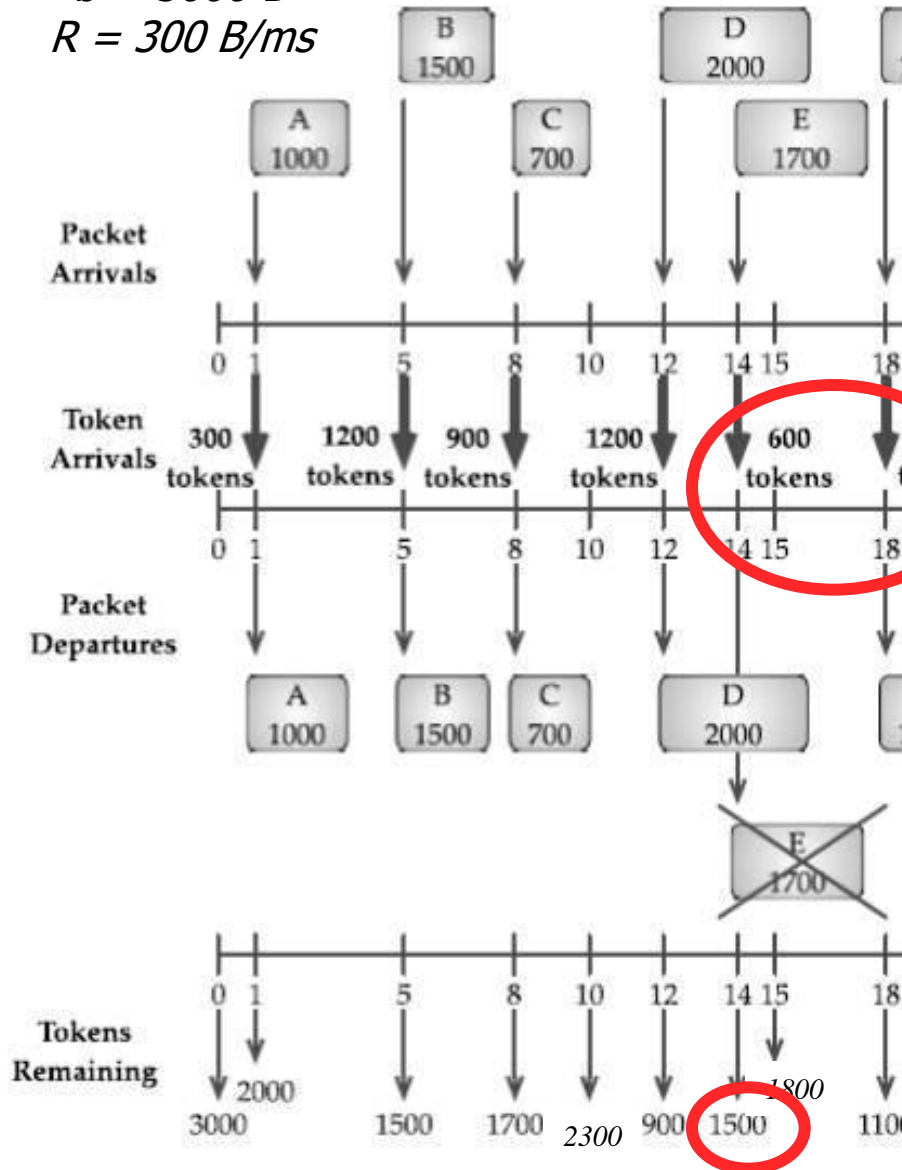 R = 300 B/ms
B
1500
D
2000
A
1000
C
700
E
1700
Packet
Arrivals
0 1 5 8 10 12 14 15 18
Token
Arrivals
300
tokens
1200
tokens
900
tokens
1200
tokens
600
tokens
0 1 5 8 10 12 14 15 18
Packet
Departures
A
1000
B
1500
C
700
D
2000
E
1700
0 1 5 8 10 12 14 15 18
Tokens
Remaining
3000 2000 1500 1700 2300 900 1500 1800